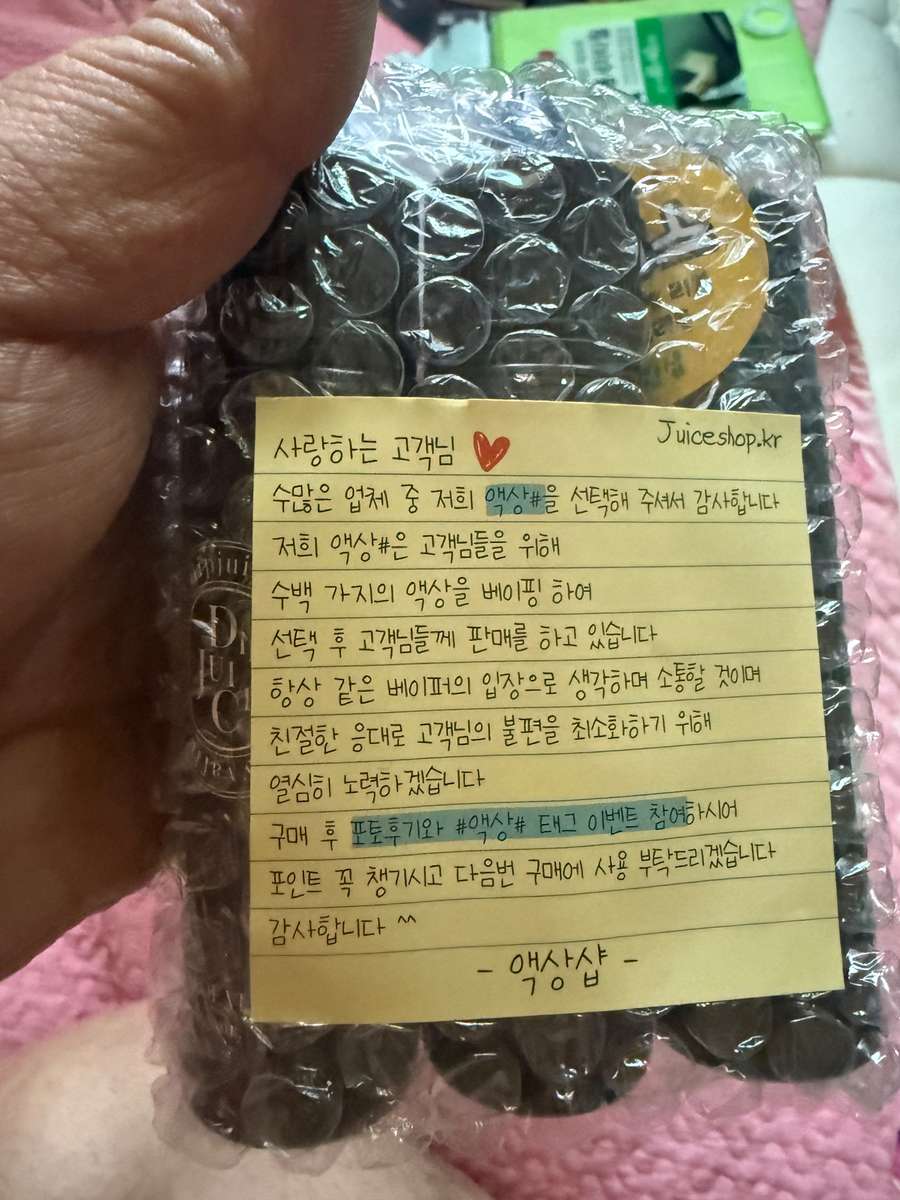 Juiceshop.kr
사랑하는 고객님
수많은 업체 중 저희 액상#을 선택해 주셔서 감사합니다
저희 액상#은 고객님들을 위해
수백 가지의 액상을 베이핑 하여
선택 후 고객님들께 판매를 하고 있습니다
항상 같은 베이퍼의 입장으로 생각하며 소통할 것이며
친절한 응대로 고객님의 불편을 최소화하기 위해
열심히 노력하겠습니다
구매 후 포토후기와 #액상# 태그 이벤트 참여하시어
포인트 꼭 챙기시고 다음번 구매에 사용 부탁드리겠습니다
감사합니다 ^^
- 액상샵 -